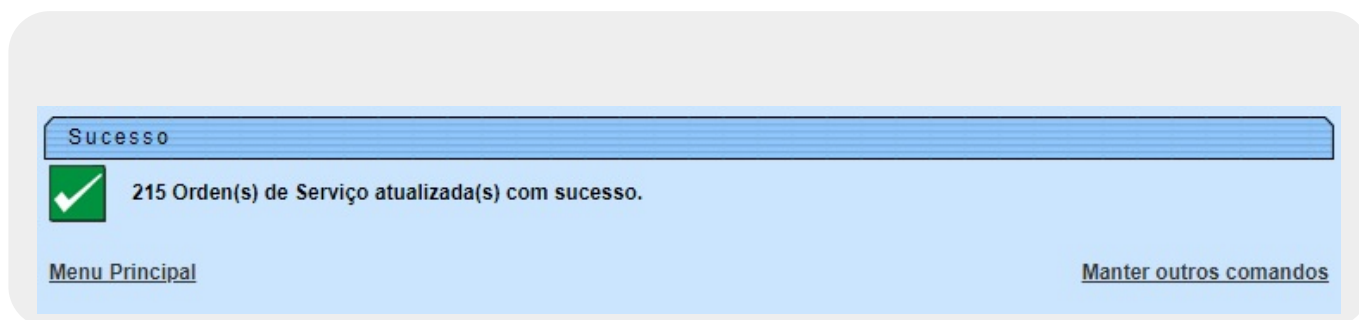 Sucesso
215 Orden(s) de Serviço atualizada(s) com sucesso.
Menu Principal
Manter outros comandos